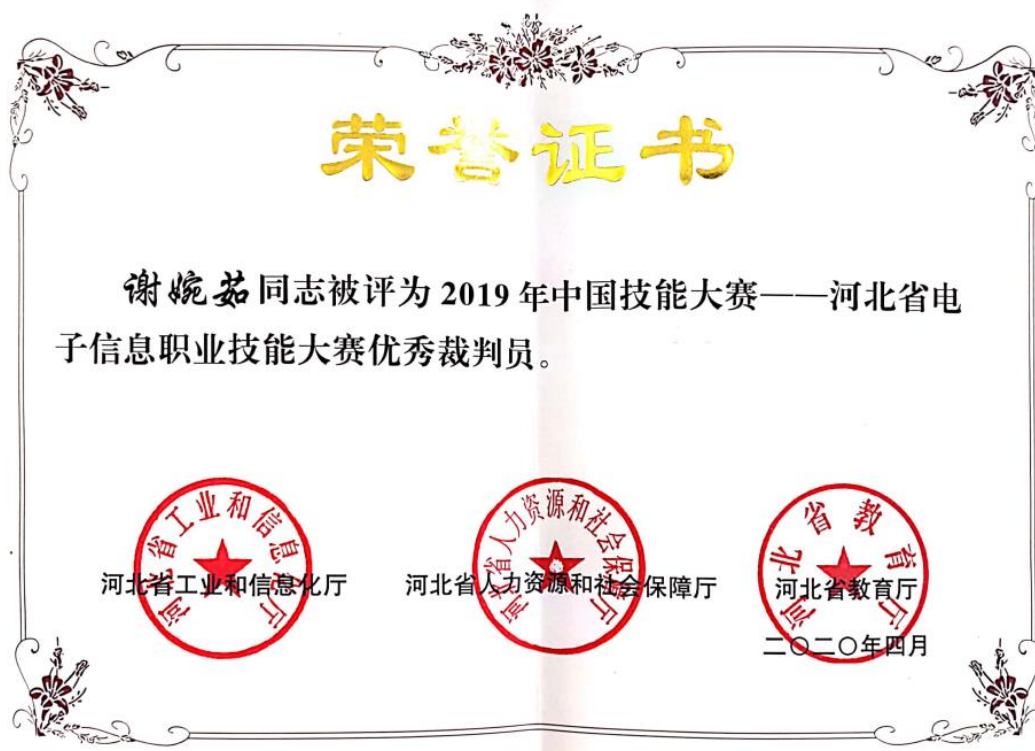 荣誉证书
谢婉茹同志被评为 2019 年中国技能大赛——河北省电
子信息职业技能大赛优秀裁判员。
河北省工业和信息化厅
河北省人力资源和社会保障厅
河北省教育厅
河北省工业和信息化厅 河北省人力资源和社会保障厅 河北省教育厅
二〇二〇年四月